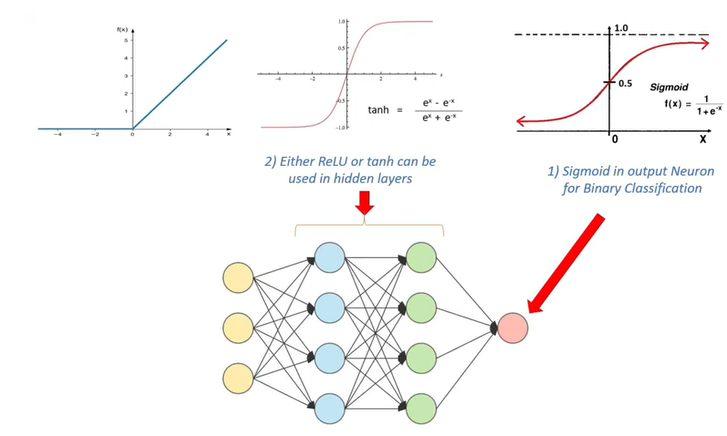 f(x)
5
4
3
2
1
−4
−2
0
2
4
x
1.0
0.5
−4
−2
2
4
x
−0.5
−1.0
tanh = e^x - e^-x / e^x + e^-x
1.0
0.5
Sigmoid
f(x) = 1 / 1+e^-x
0
X
2) Either ReLU or tanh can be
used in hidden layers
1) Sigmoid in output Neuron
for Binary Classification